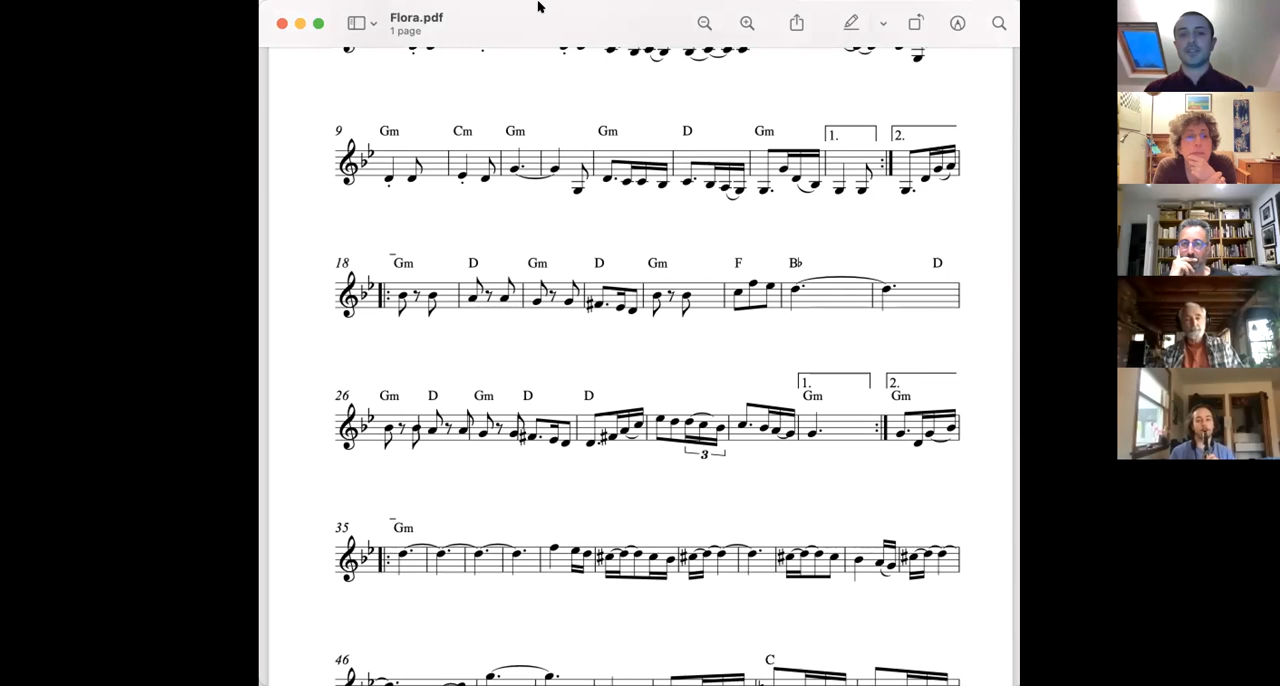 Flora.pdf
1 page
9 Gm Cm Gm Gm D Gm 1. 2.
18 Gm D Gm D Gm F B♭ D
26 Gm D Gm D D 1. Gm 2. Gm
3
35 Gm
46 C